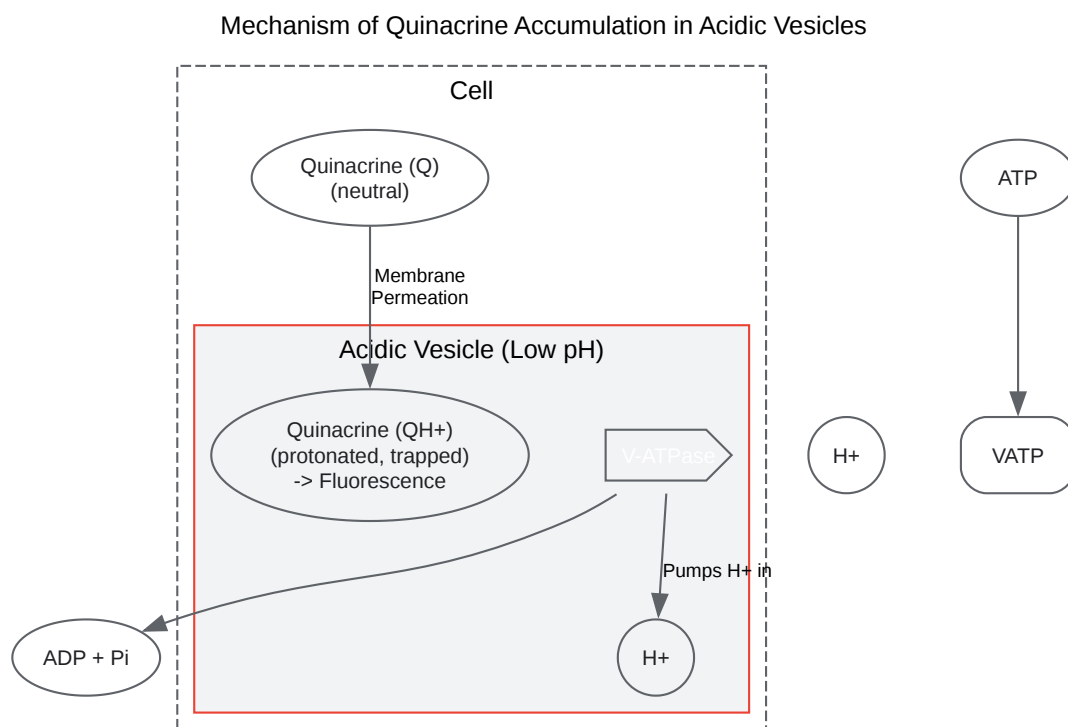 Mechanism of Quinacrine Accumulation in Acidic Vesicles
Cell
Quinacrine (Q)
(neutral)
ATP
Membrane
Permeation
Acidic Vesicle (Low pH)
Quinacrine (QH+)
(protonated, trapped)
-> Fluorescence
V-ATPase
H+
VATP
Pumps H+ in
ADP + Pi
H+